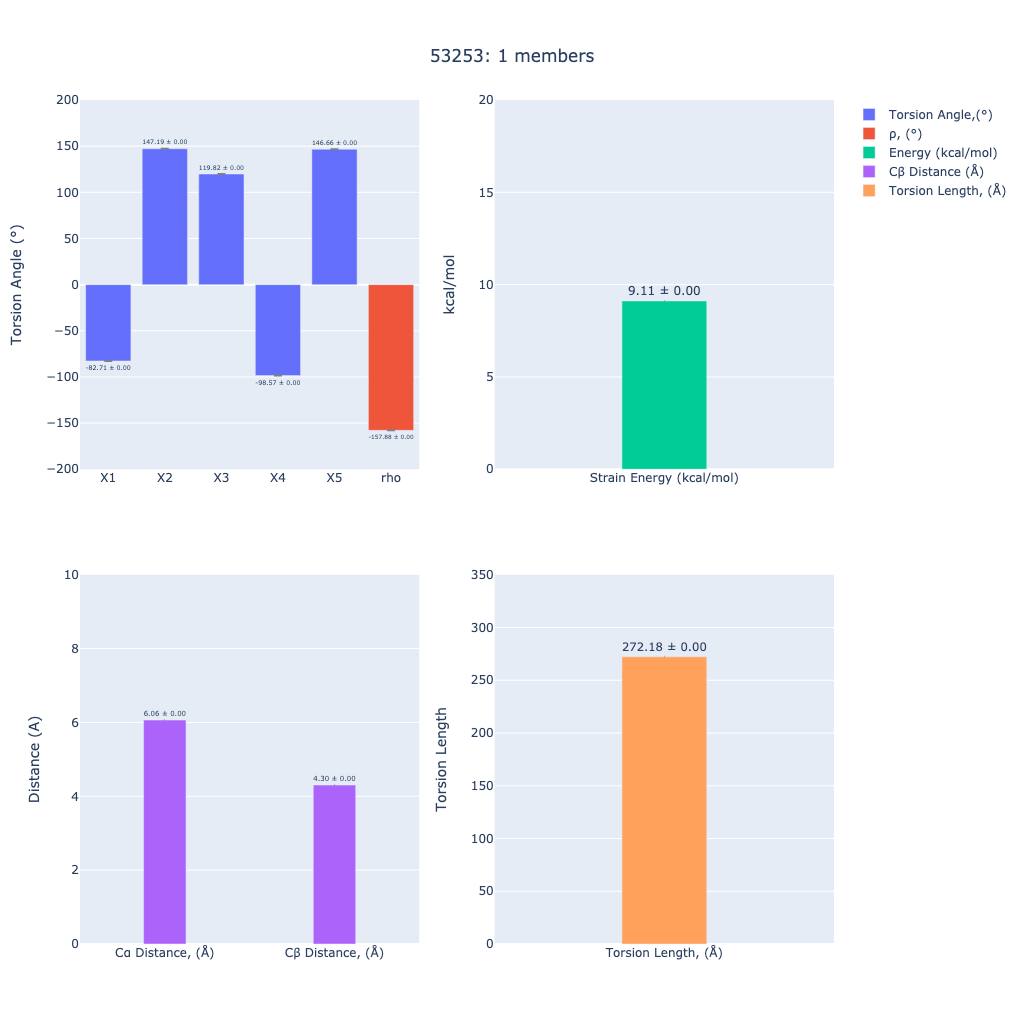 53253: 1 members
Torsion Angle (°)
200
150
100
50
0
−50
−100
−150
−200
-82.71 ± 0.00
147.19 ± 0.00
119.82 ± 0.00
-98.57 ± 0.00
146.66 ± 0.00
-157.88 ± 0.00
X1 X2 X3 X4 X5 rho
kcal/mol
20
15
10
5
0
9.11 ± 0.00
Strain Energy (kcal/mol)
Torsion Angle,(°)
ρ, (°)
Energy (kcal/mol)
Cβ Distance (Å)
Torsion Length, (Å)
Distance (A)
10
8
6
4
2
0
6.06 ± 0.00
4.30 ± 0.00
Cα Distance, (Å) Cβ Distance, (Å)
Torsion Length
350
300
250
200
150
100
50
0
272.18 ± 0.00
Torsion Length, (Å)